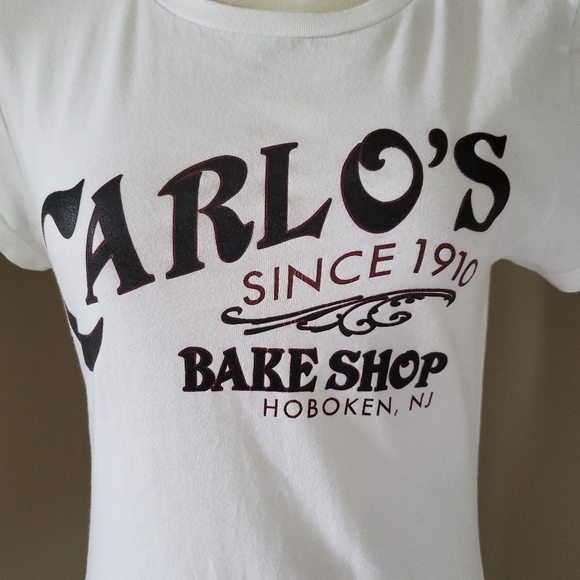 CARLO'S
SINCE 1910
BAKE SHOP
HOBOKEN, NJ